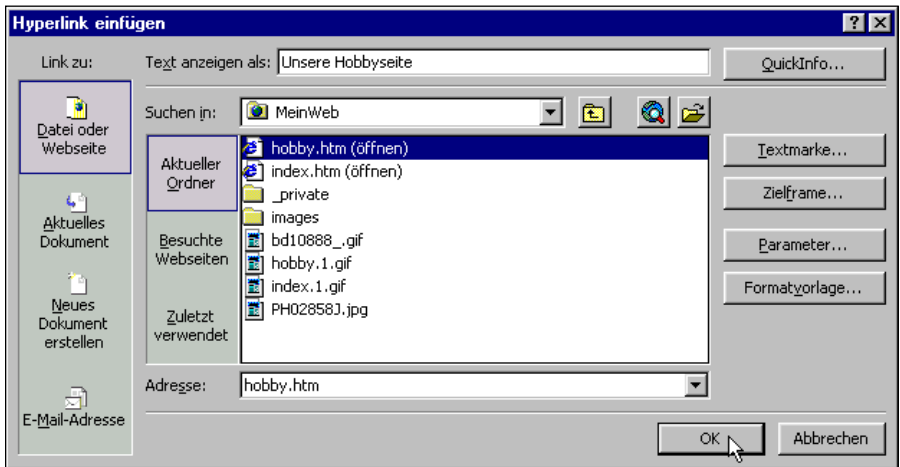 Hyperlink einfügen
Link zu:
Text anzeigen als: Unsere Hobbyseite
QuickInfo...
Datei oder
Webseite
Aktuelles
Dokument
Neues
Dokument
erstellen
E-Mail-Adresse
Suchen in: MeinWeb
Aktueller
Ordner
Besuchte
Webseiten
Zuletzt
verwendet
hobby.htm (öffnen)
index.htm (öffnen)
_private
images
bd10888_.gif
hobby.1.gif
index.1.gif
PH02858J.jpg
Textmarke...
Zielframe...
Parameter...
Formatvorlage...
Adresse: hobby.htm
OK
Abbrechen